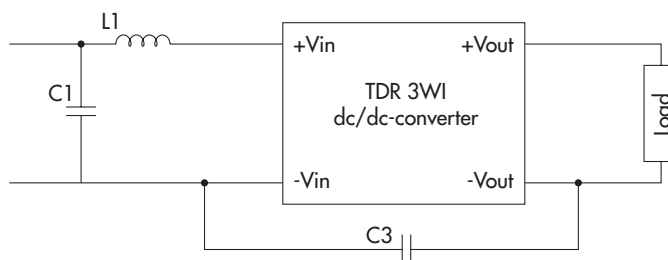 L1
+Vin
+Vout
C1
TDR 3WI
dc/dc-converter
Load
-Vin
-Vout
C3